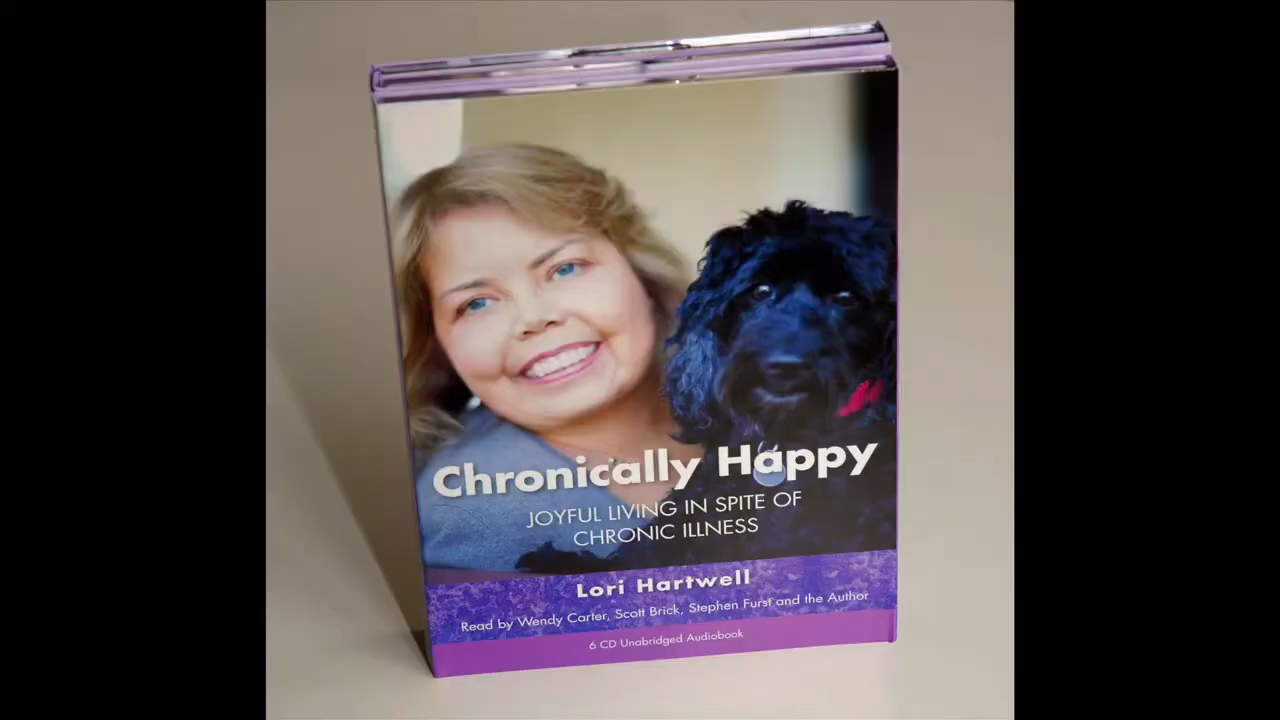 Chronically Happy
JOYFUL LIVING IN SPITE OF
CHRONIC ILLNESS
Lori Hartwell
Read by Wendy Carter, Scott Brick, Stephen Furst and the Author
6 CD Unabridged Audiobook